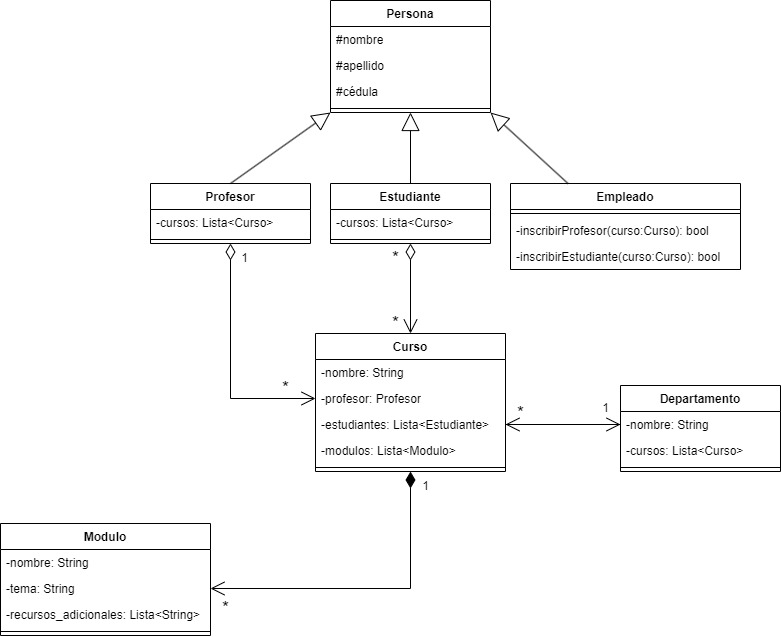 Persona
#nombre
#apellido
#cédula
Profesor
-cursos: Lista<Curso>
Estudiante
-cursos: Lista<Curso>
Empleado
-inscribirProfesor(curso:Curso): bool
-inscribirEstudiante(curso:Curso): bool
1
*
*
*
Curso
-nombre: String
-profesor: Profesor
-estudiantes: Lista<Estudiante>
-modulos: Lista<Modulo>
*
1
Departamento
-nombre: String
-cursos: Lista<Curso>
1
*
Modulo
-nombre: String
-tema: String
-recursos_adicionales: Lista<String>